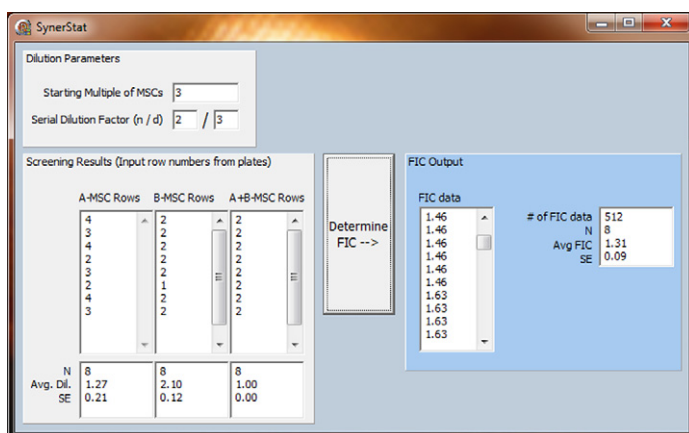 SynerStat
Dilution Parameters
Starting Multiple of MSCs 3
Serial Dilution Factor (n / d) 2 / 3
Screening Results (Input row numbers from plates)
A-MSC Rows B-MSC Rows A+B-MSC Rows
4 2 2
3 2 2
4 2 2
2 2 2
3 2 2
2 1 2
4 2 2
3 2 2
N 8 8 8
Avg. Dil. 1.27 2.10 1.00
SE 0.21 0.12 0.00
Determine
FIC -->
FIC Output
FIC data
1.46
1.46
1.46
1.46
1.46
1.46
1.63
1.63
1.63
1.63
# of FIC data 512
N 8
Avg FIC 1.31
SE 0.09